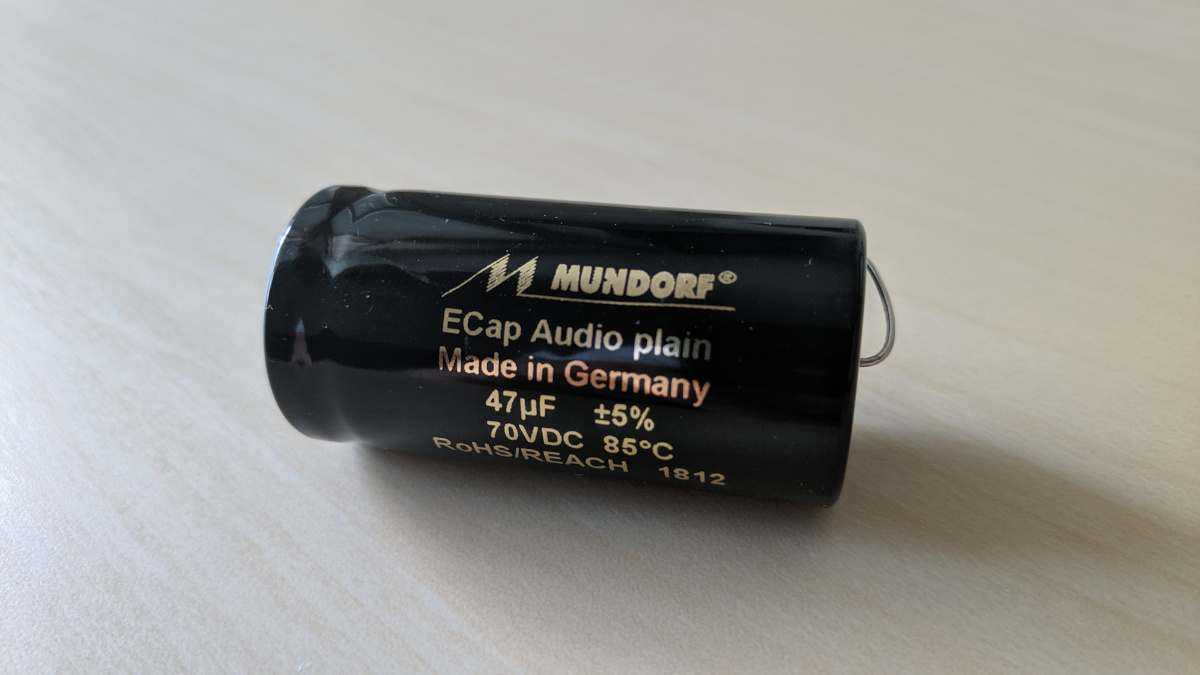 MUNDORF®
ECap Audio plain
Made in Germany
47µF ±5%
70VDC 85°C
RoHS/REACH 1812